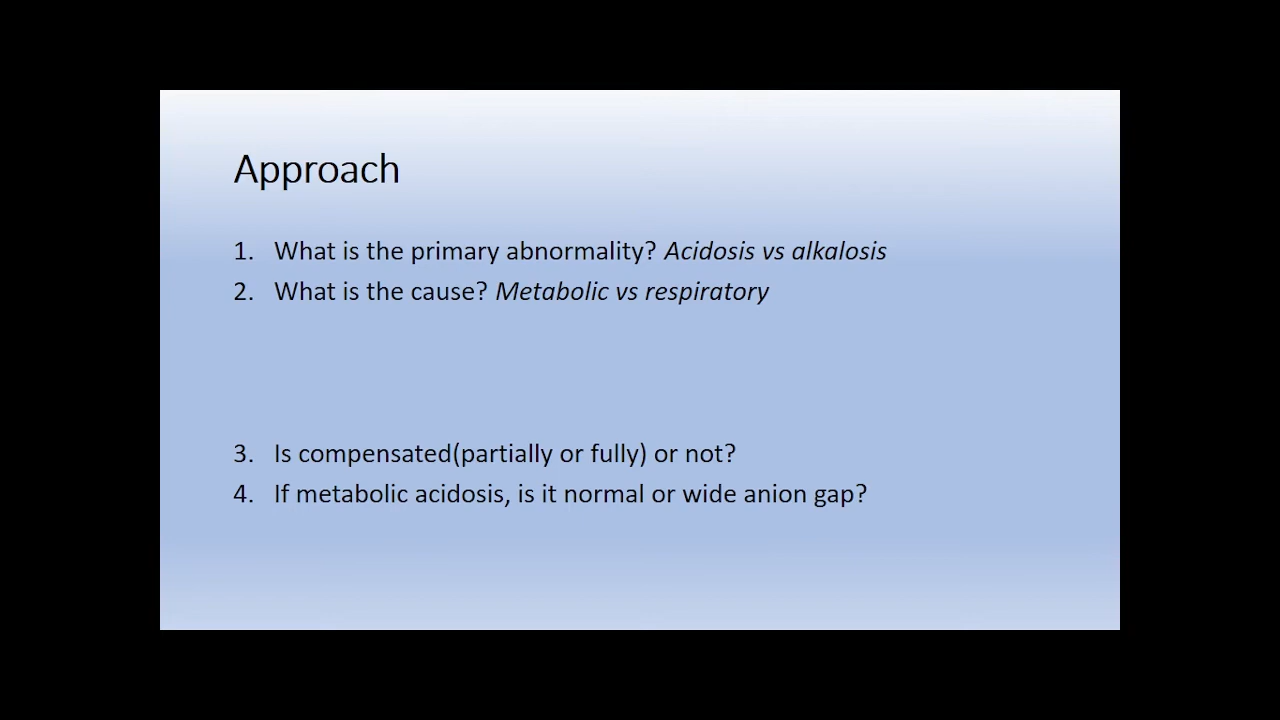 Approach
1. What is the primary abnormality? Acidosis vs alkalosis
2. What is the cause? Metabolic vs respiratory
3. Is compensated(partially or fully) or not?
4. If metabolic acidosis, is it normal or wide anion gap?